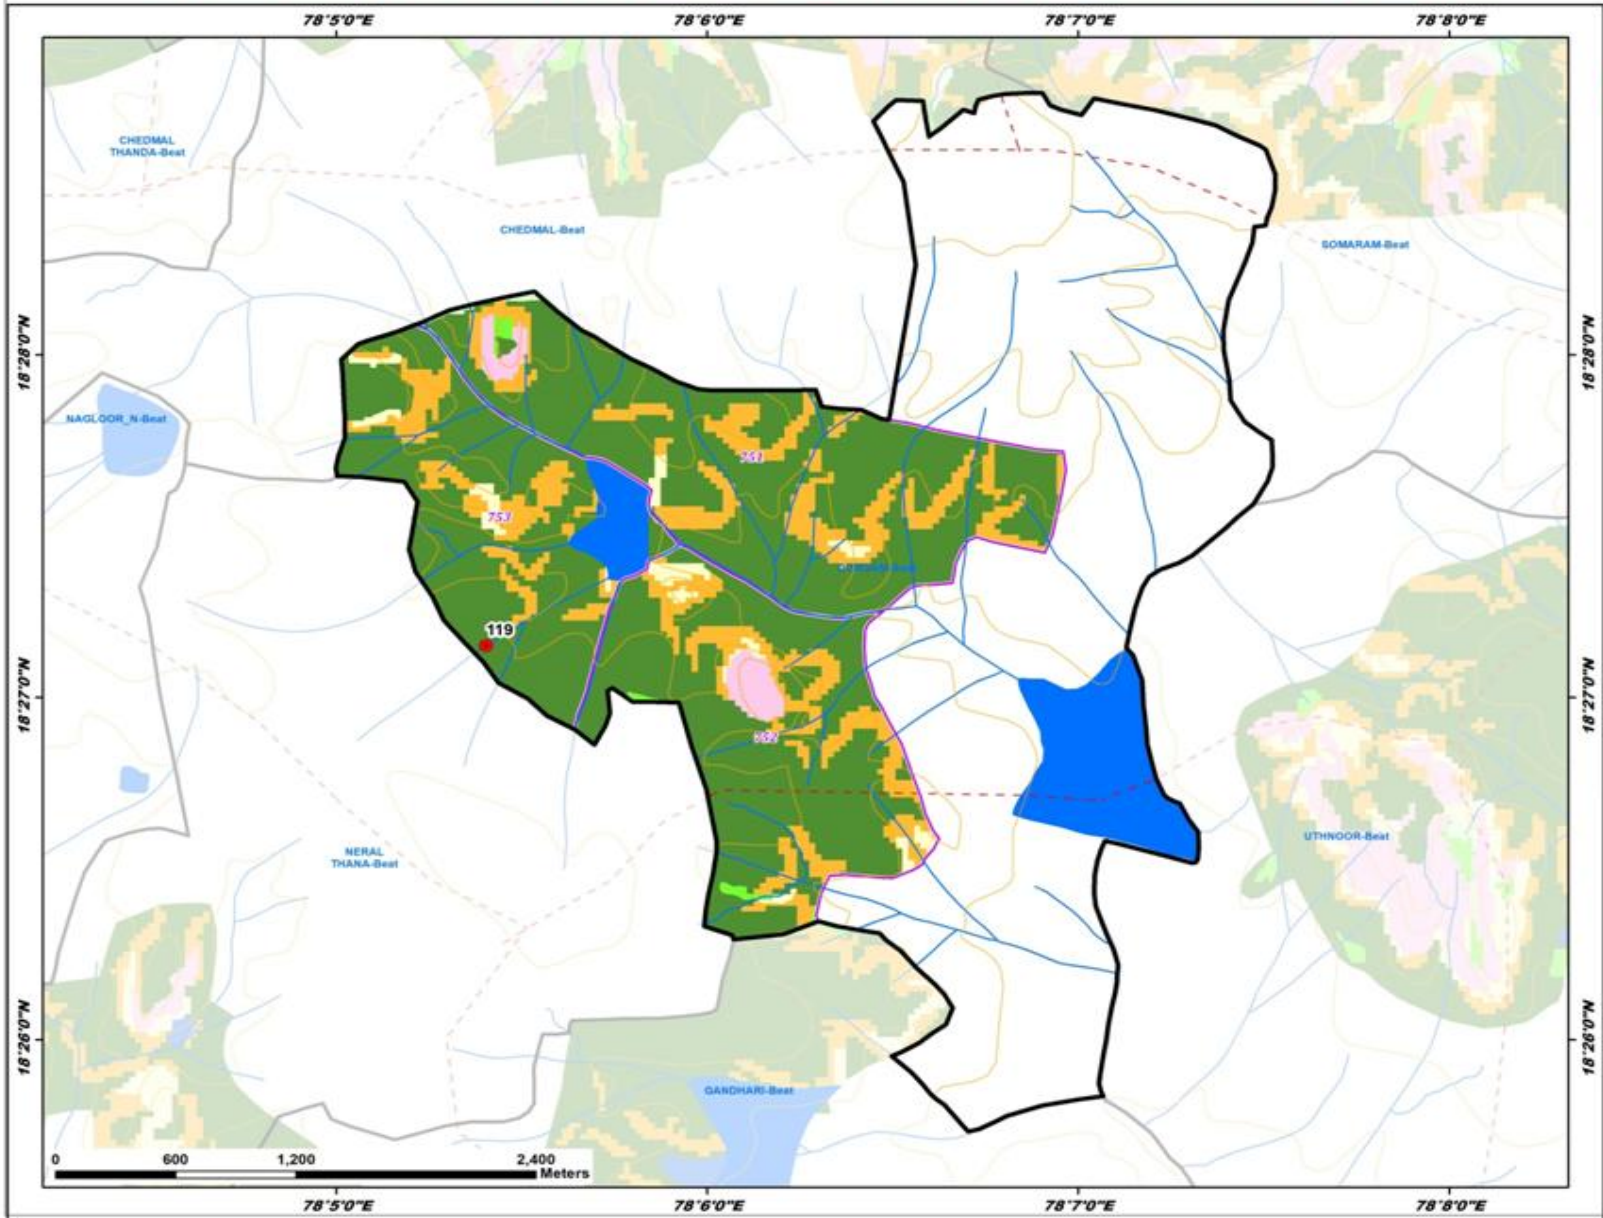 78°5'0"E 78°6'0"E 78°7'0"E 78°8'0"E
CHEDMAL
THANDA-Beat
CHEDMAL-Beat
SOMARAM-Beat
18°28'0"N 18°28'0"N
NAGLOOR_N-Beat
751
753
119
18°27'0"N 18°27'0"N
752
UTHNOOR-Beat
NERAL
THANA-Beat
18°26'0"N 18°26'0"N
GANDHARI-Beat
0 600 1,200 2,400
Meters
78°5'0"E 78°6'0"E 78°7'0"E 78°8'0"E